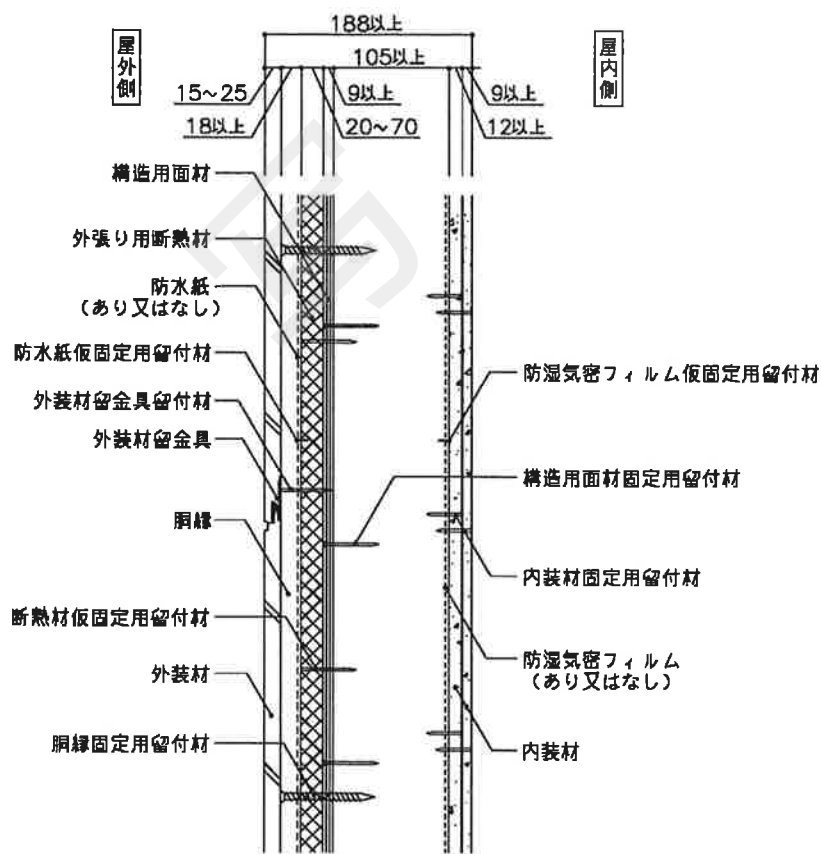 188以上
屋外側
105以上
屋内側
15~25
9以上
9以上
18以上
20~70
12以上
構造用面材
外張り用断熱材
防水紙
(あり又はなし)
防水紙仮固定用留付材
外装材留金具留付材
外装材留金具
胴縁
断熱材仮固定用留付材
外装材
胴縁固定用留付材
防湿気密フィルム仮固定用留付材
構造用面材固定用留付材
内装材固定用留付材
防湿気密フィルム
(あり又はなし)
内装材
写